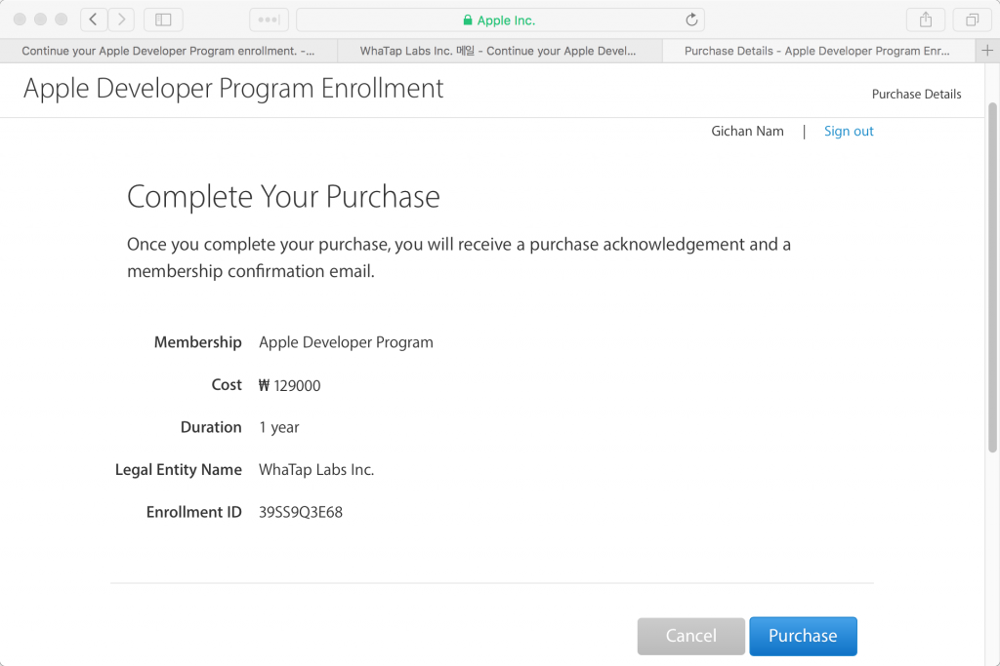 Apple Inc.
Continue your Apple Developer Program enrollment. -...
WhaTap Labs Inc. 메일 - Continue your Apple Devel...
Purchase Details - Apple Developer Program Enr...
Apple Developer Program Enrollment
Purchase Details
Gichan Nam | Sign out
Complete Your Purchase
Once you complete your purchase, you will receive a purchase acknowledgement and a
membership confirmation email.
Membership Apple Developer Program
Cost ₩ 129000
Duration 1 year
Legal Entity Name WhaTap Labs Inc.
Enrollment ID 39SS9Q3E68
Cancel Purchase